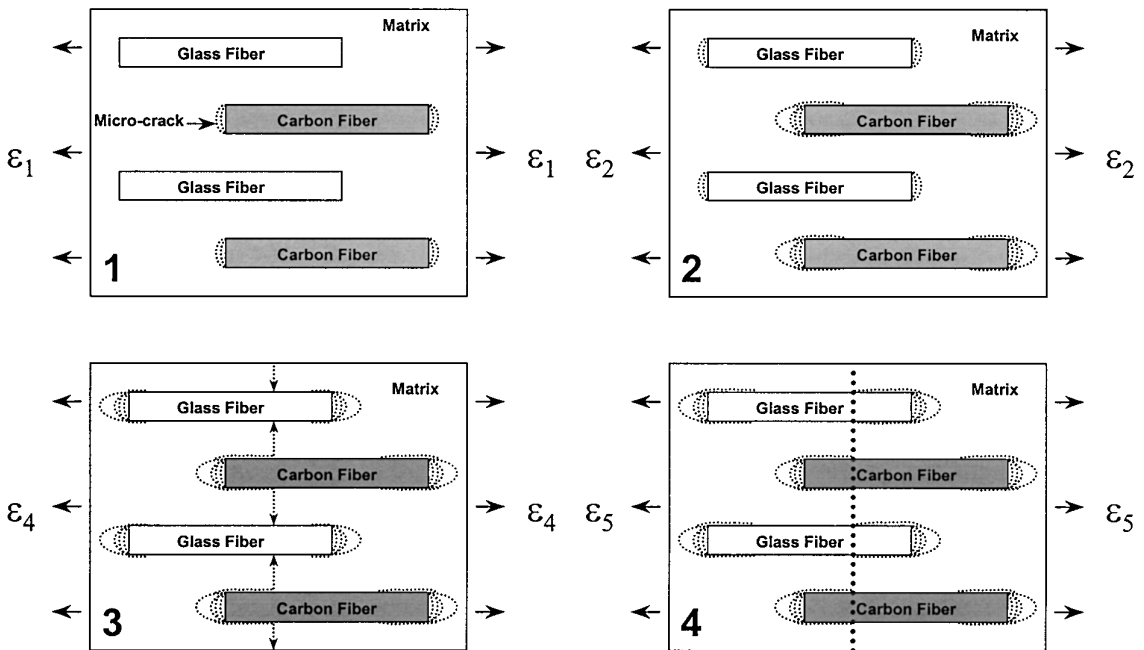 Matrix
Glass Fiber
Micro-crack
Carbon Fiber
ε1
ε1
Glass Fiber
Carbon Fiber
1
Matrix
Glass Fiber
Carbon Fiber
ε2
ε2
Glass Fiber
Carbon Fiber
2
Matrix
Glass Fiber
Carbon Fiber
ε4
ε4
Glass Fiber
Carbon Fiber
3
Matrix
Glass Fiber
Carbon Fiber
ε5
ε5
Glass Fiber
Carbon Fiber
4